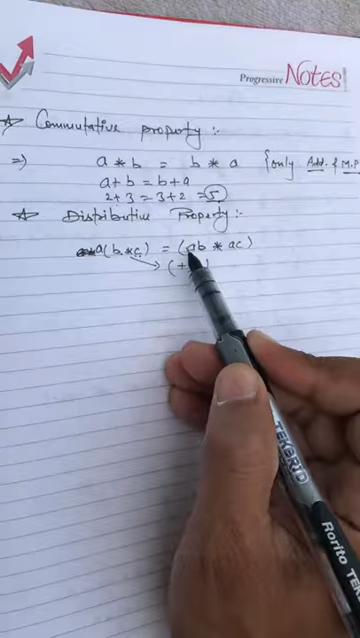 Progressive Notes
☆ Commutative property :-
=> a * b = b * a {only Add. & M.P
a+b = b+a
2+3 = 3+2 = 5
☆ Distributive Property :-
a(b * c) = (ab * ac)
(+
TEKGRID
Rorito TEK